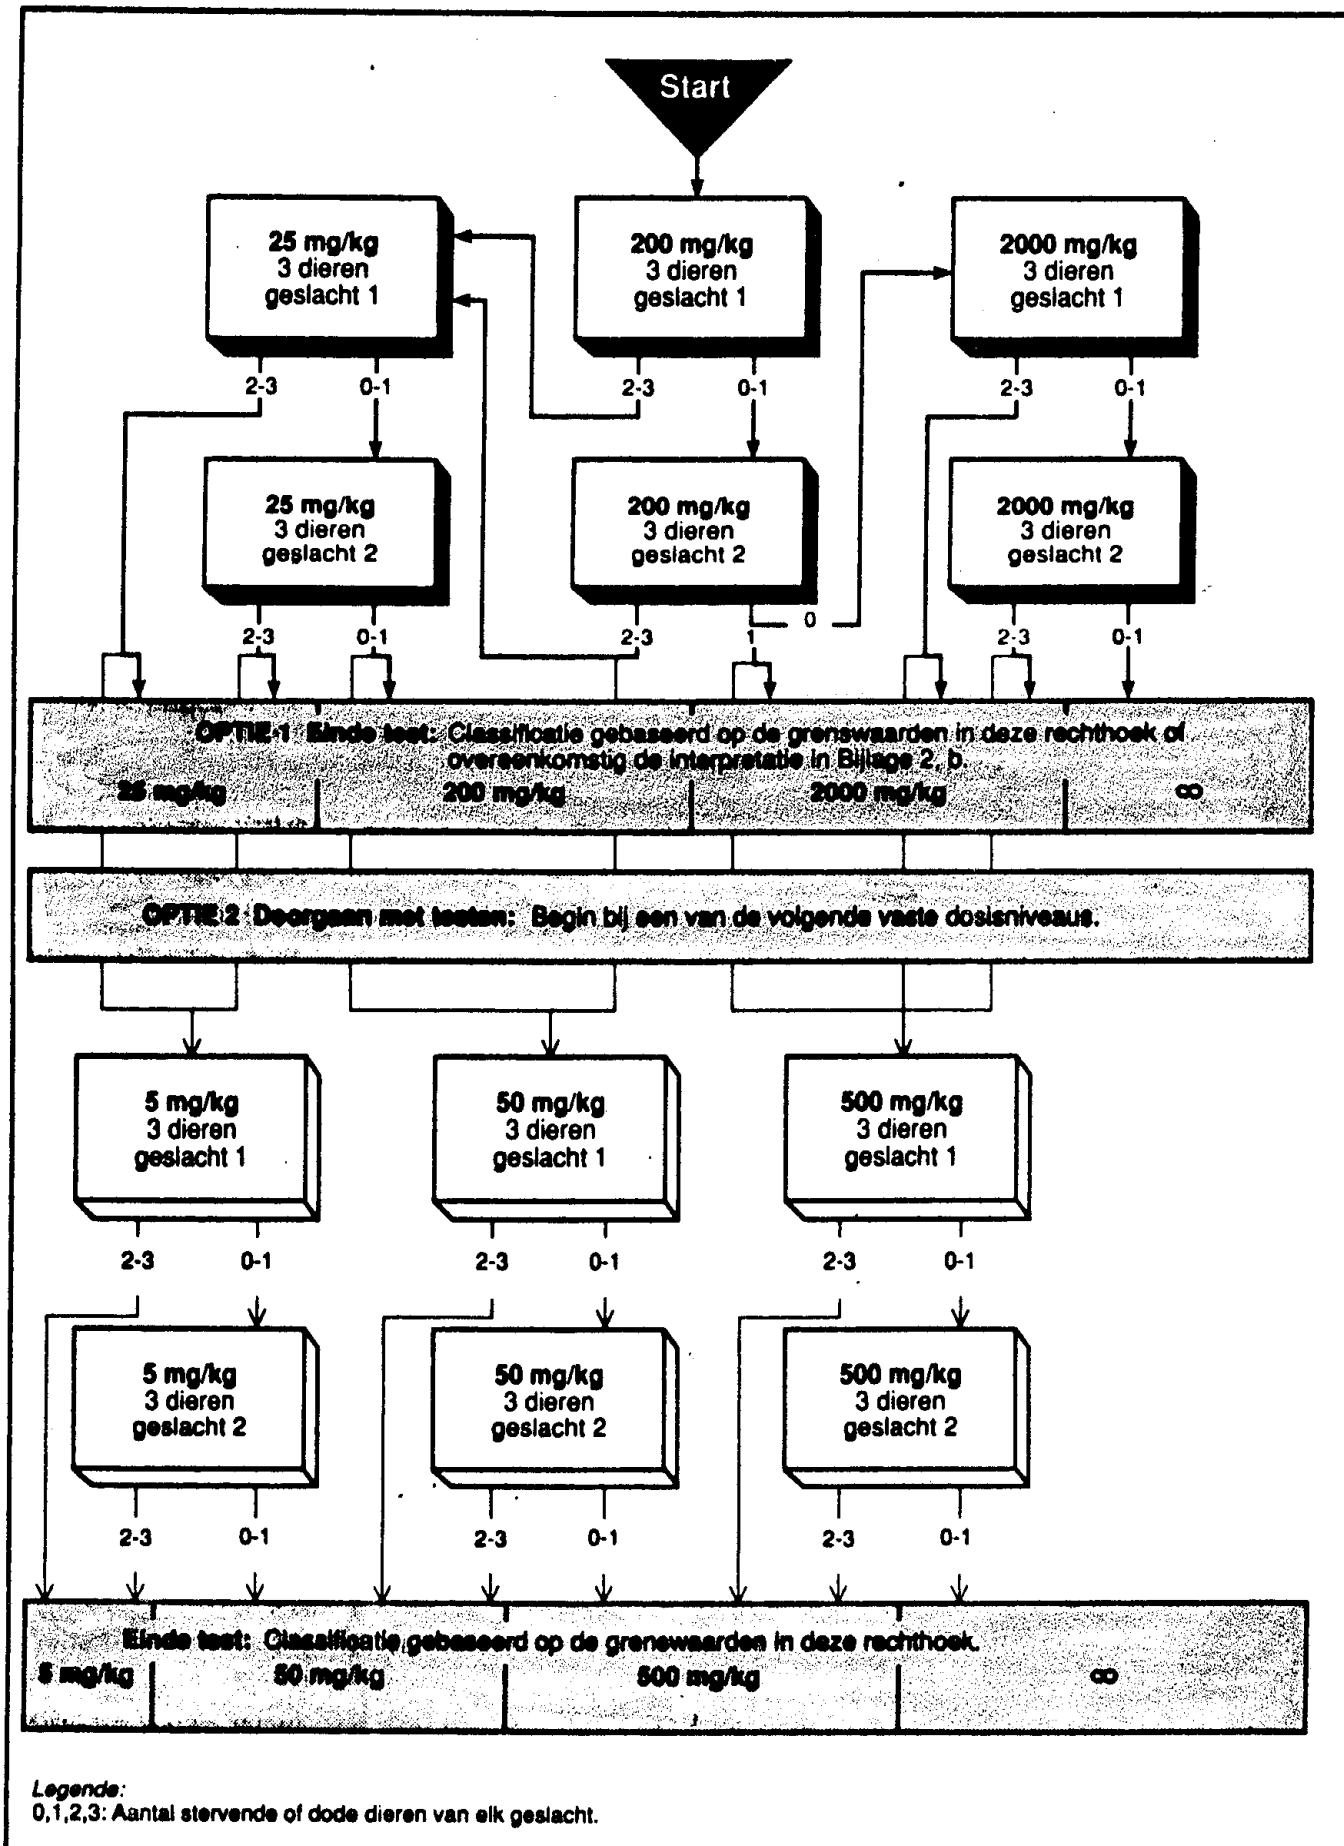 Start
25 mg/kg
3 dieren
geslacht 1
200 mg/kg
3 dieren
geslacht 1
2000 mg/kg
3 dieren
geslacht 1
2-3
0-1
2-3
0-1
2-3
0-1
25 mg/kg
3 dieren
geslacht 2
200 mg/kg
3 dieren
geslacht 2
2000 mg/kg
3 dieren
geslacht 2
2-3
0-1
2-3
1
0
2-3
0-1
OPTIE 1 Einde test: Classificatie gebaseerd op de grenswaarden in deze rechthoek of
overeenkomstig de interpretatie in Bijlage 2, b.
25 mg/kg
200 mg/kg
2000 mg/kg
∞
OPTIE 2 Doorgaan met testen: Begin bij een van de volgende vaste dosisniveaus.
5 mg/kg
3 dieren
geslacht 1
50 mg/kg
3 dieren
geslacht 1
500 mg/kg
3 dieren
geslacht 1
2-3
0-1
2-3
0-1
2-3
0-1
5 mg/kg
3 dieren
geslacht 2
50 mg/kg
3 dieren
geslacht 2
500 mg/kg
3 dieren
geslacht 2
2-3
0-1
2-3
0-1
2-3
0-1
Einde test: Classificatie gebaseerd op de grenswaarden in deze rechthoek.
5 mg/kg
50 mg/kg
500 mg/kg
∞
Legende:
0,1,2,3: Aantal stervende of dode dieren van elk geslacht.